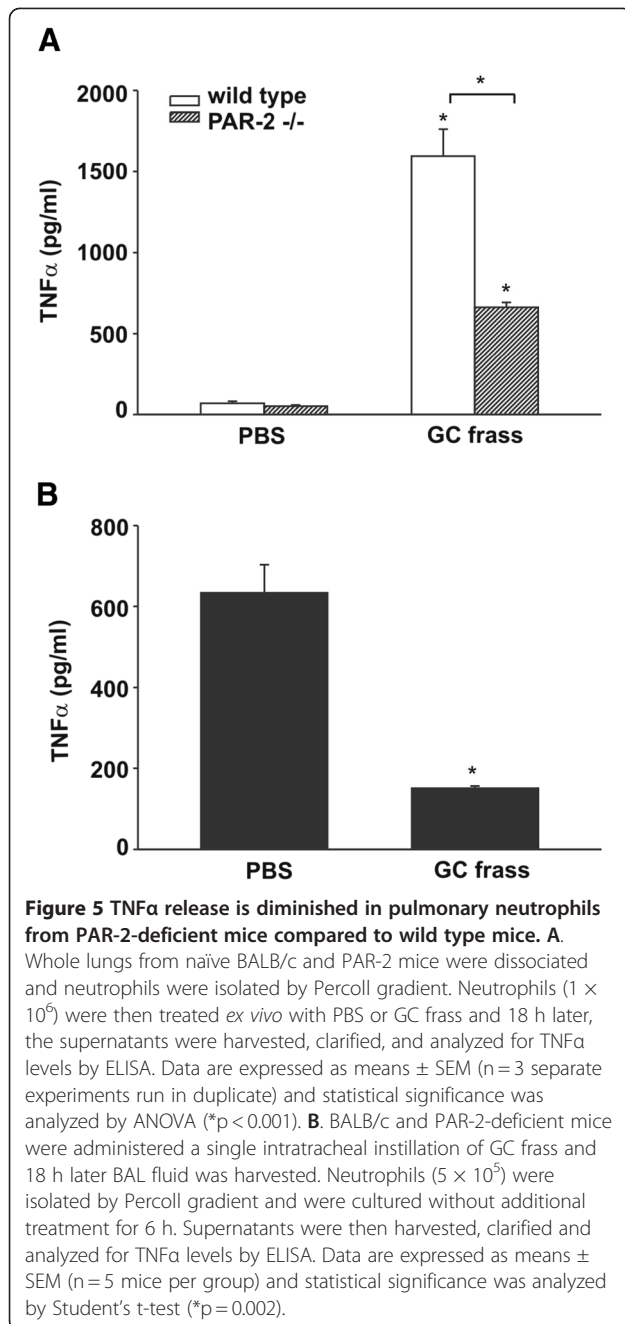 A
*
2000
wild type
PAR-2 -/-
*
1500
TNFα (pg/ml)
1000
*
500
0
PBS GC frass
B
800
600
TNFα (pg/ml)
400
200
*
0
PBS GC frass
Figure 5 TNFα release is diminished in pulmonary neutrophils
from PAR-2-deficient mice compared to wild type mice. A.
Whole lungs from naïve BALB/c and PAR-2 mice were dissociated
and neutrophils were isolated by Percoll gradient. Neutrophils (1 ×
10⁶) were then treated ex vivo with PBS or GC frass and 18 h later,
the supernatants were harvested, clarified, and analyzed for TNFα
levels by ELISA. Data are expressed as means ± SEM (n = 3 separate
experiments run in duplicate) and statistical significance was
analyzed by ANOVA (*p < 0.001). B. BALB/c and PAR-2-deficient mice
were administered a single intratracheal instillation of GC frass and
18 h later BAL fluid was harvested. Neutrophils (5 × 10⁵) were
isolated by Percoll gradient and were cultured without additional
treatment for 6 h. Supernatants were then harvested, clarified and
analyzed for TNFα levels by ELISA. Data are expressed as means ±
SEM (n = 5 mice per group) and statistical significance was analyzed
by Student's t-test (*p = 0.002).